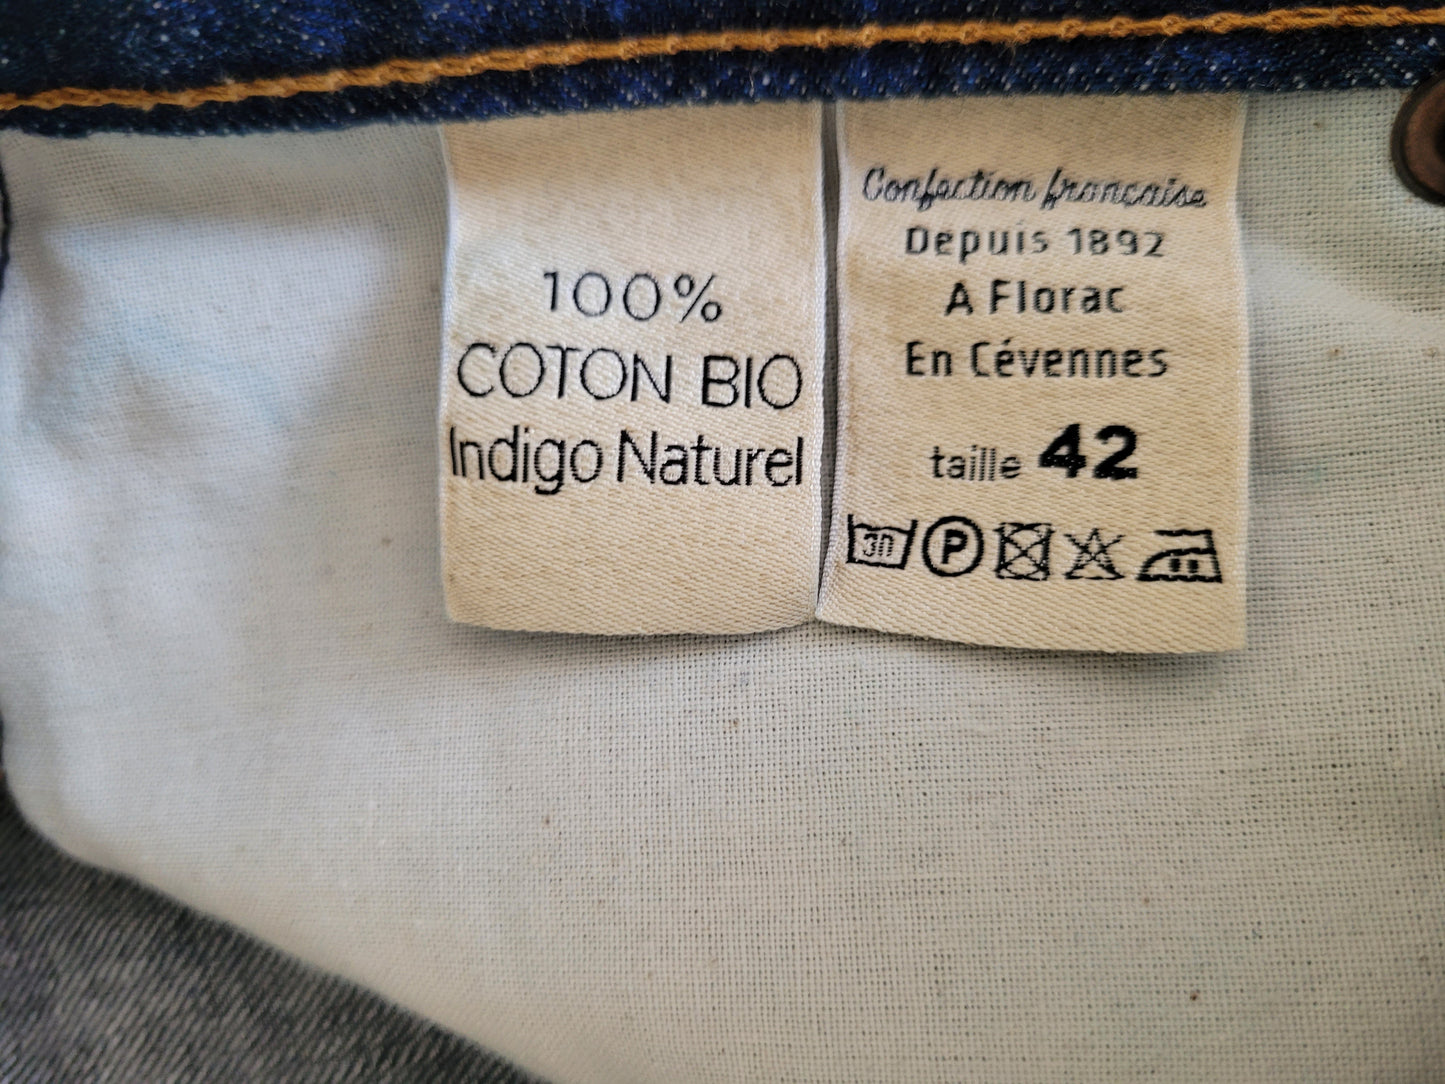 100%
COTON BIO
Indigo Naturel
Confection française
Depuis 1892
A Florac
En Cévennes
taille 42
30 P